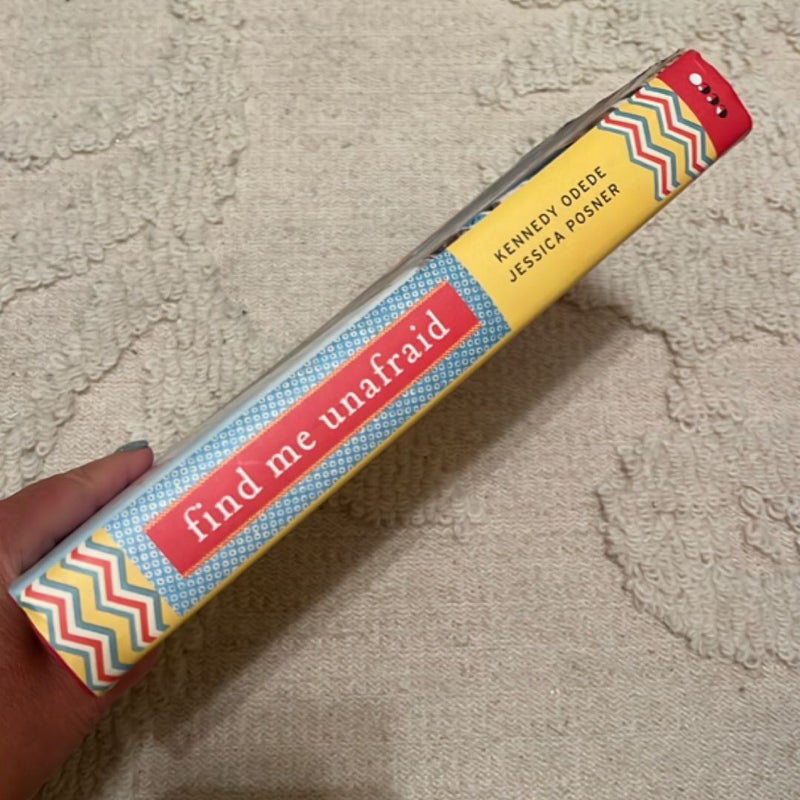 find me unafraid
KENNEDY ODEDE
JESSICA POSNER